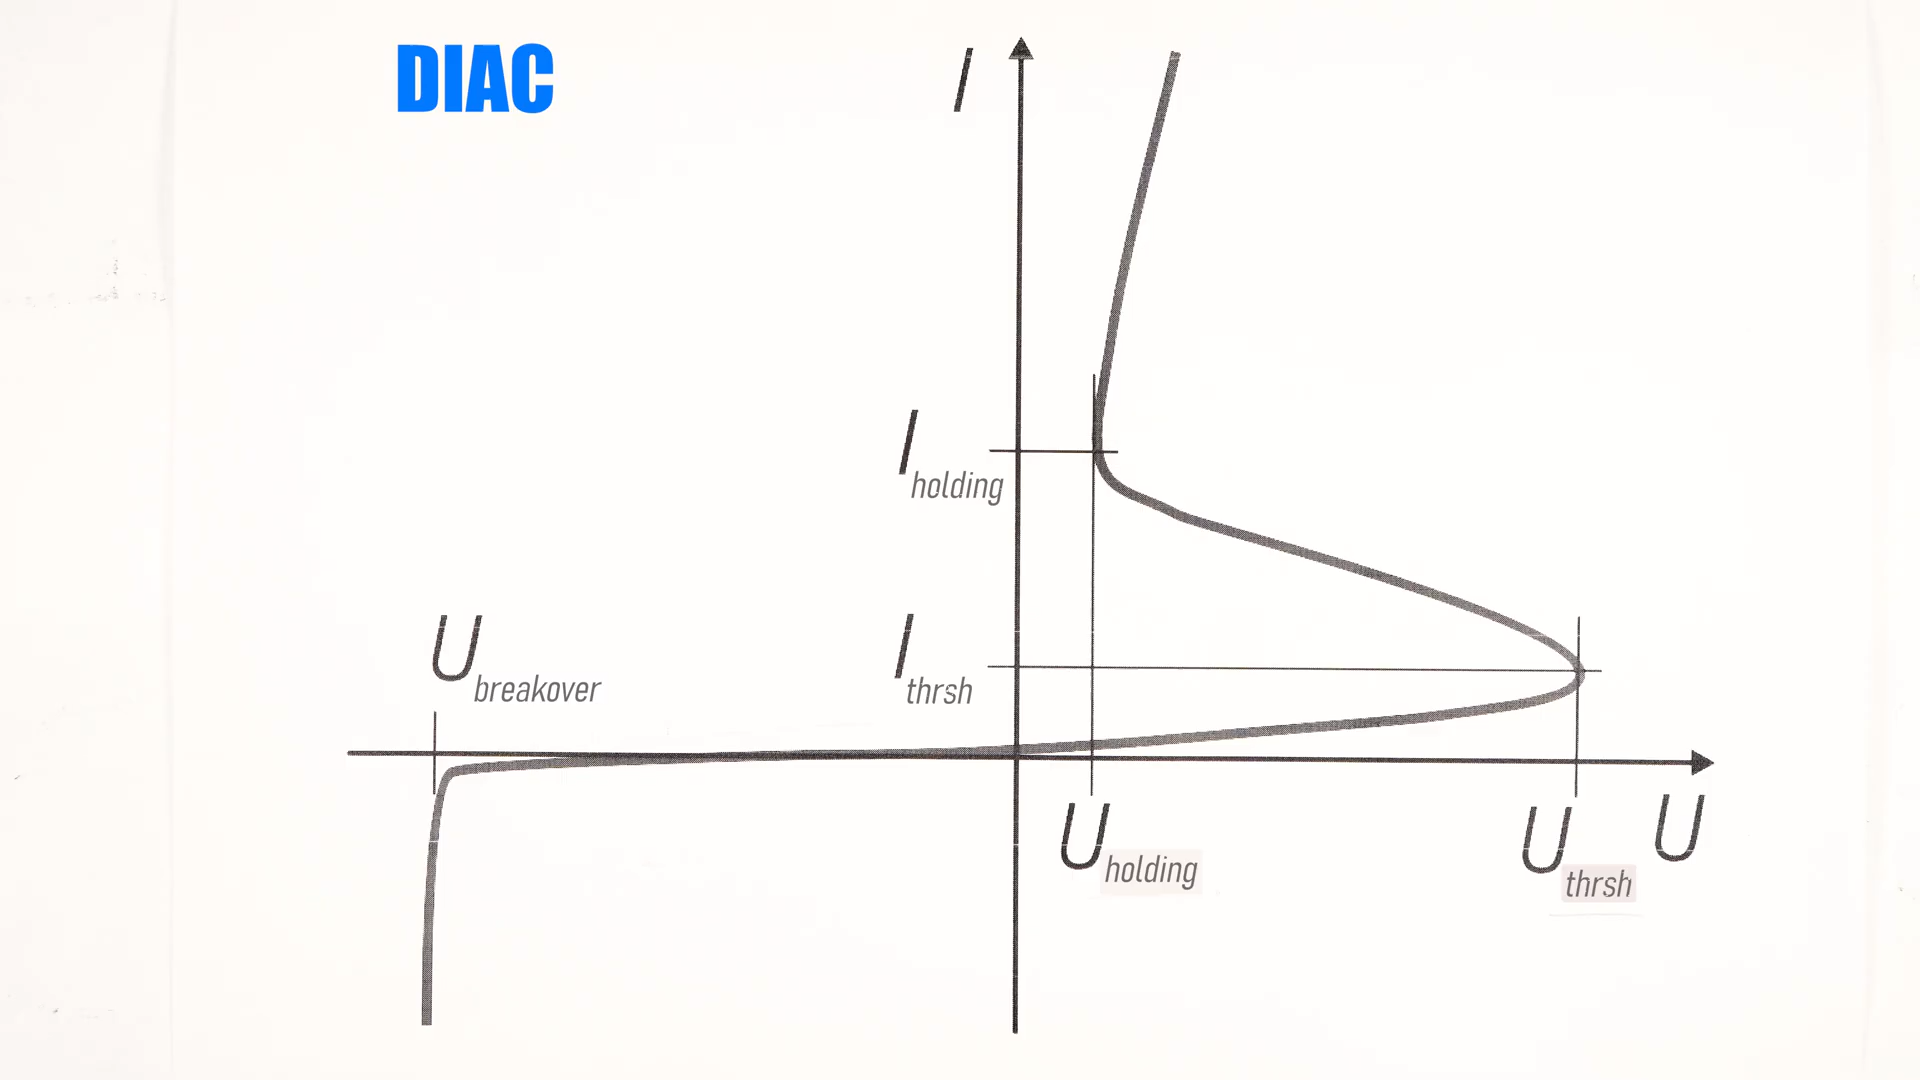 DIAC
I
I holding
U breakover
I thrsh
U holding
U thrsh
U